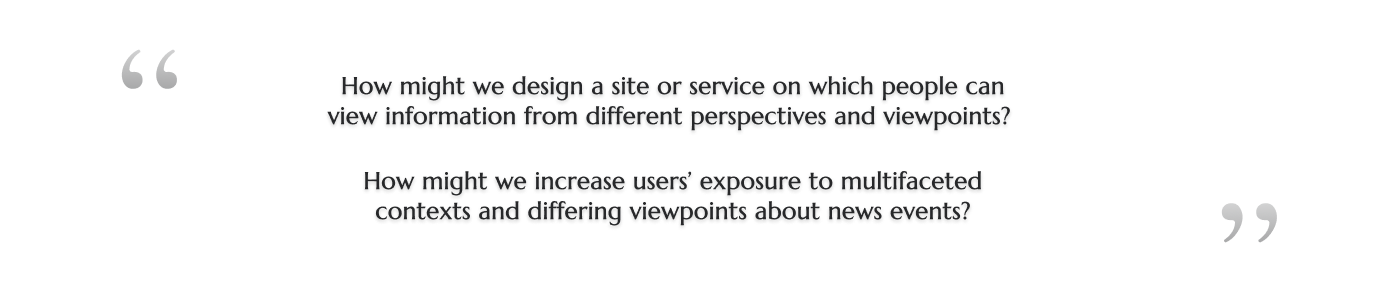 “
How might we design a site or service on which people can
view information from different perspectives and viewpoints?
How might we increase users’ exposure to multifaceted
contexts and differing viewpoints about news events?
”